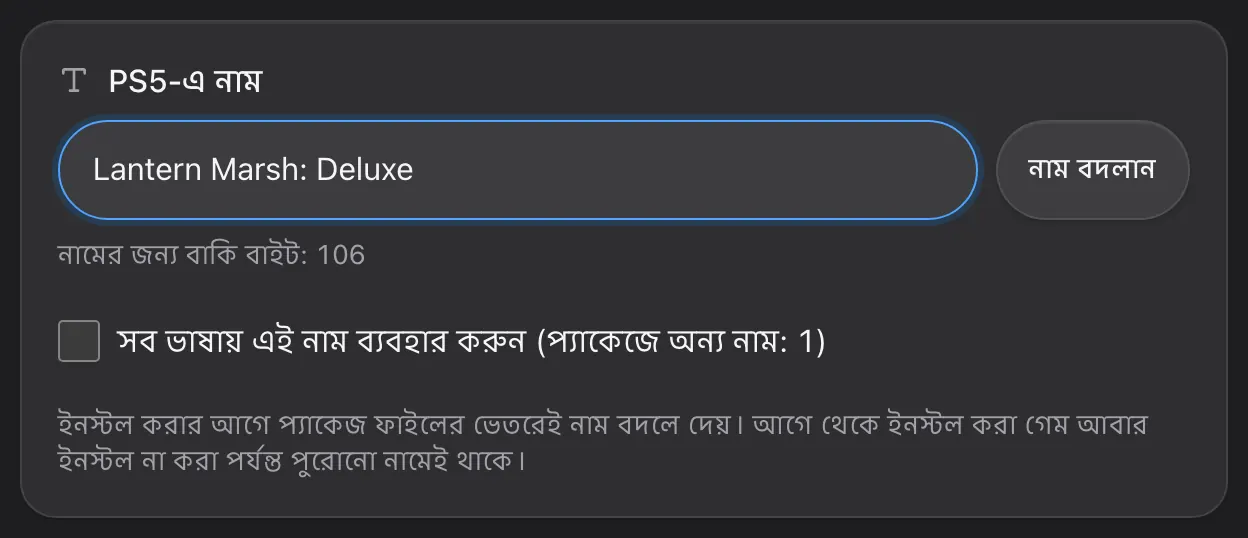 PS5-এ নাম
Lantern Marsh: Deluxe
নাম বদলান
নামের জন্য বাকি বাইট: 106
সব ভাষায় এই নাম ব্যবহার করুন (প্যাকেজে অন্য নাম: 1)
ইনস্টল করার আগে প্যাকেজ ফাইলের ভেতরেই নাম বদলে দেয়। আগে থেকে ইনস্টল করা গেম আবার
ইনস্টল না করা পর্যন্ত পুরোনো নামেই থাকে।